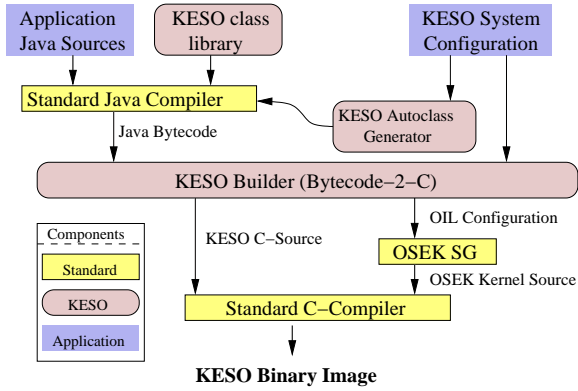 Application
Java Sources
KESO class
library
KESO System
Configuration
Standard Java Compiler
KESO Autoclass
Generator
Java Bytecode
KESO Builder (Bytecode−2−C)
OIL Configuration
KESO C−Source
OSEK SG
OSEK Kernel Source
Standard C−Compiler
KESO Binary Image
Components
Standard
KESO
Application